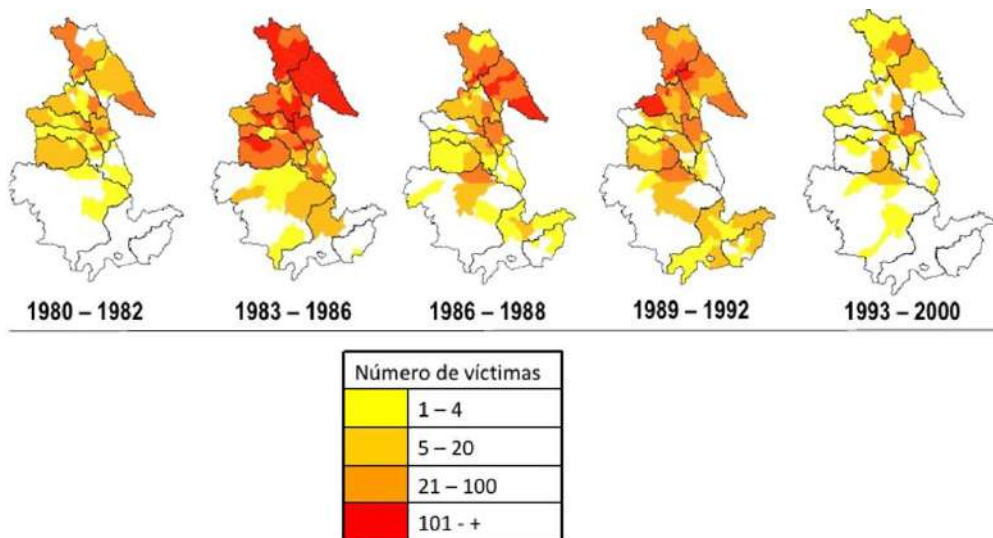 1980 – 1982
1983 – 1986
1986 – 1988
1989 – 1992
1993 – 2000
Número de víctimas
1 – 4
5 – 20
21 – 100
101 - +